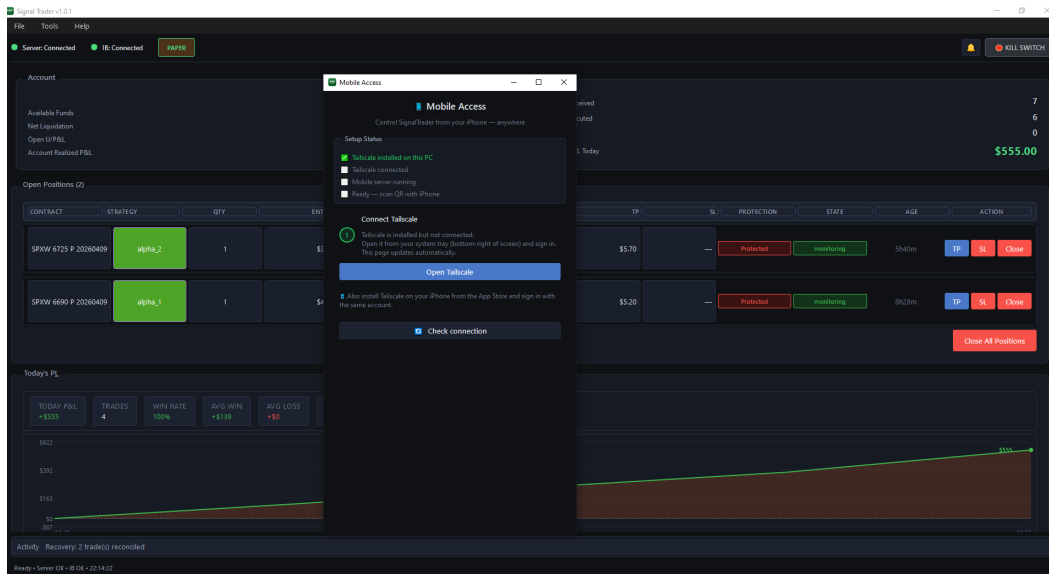 Signal Trader v1.0.1
File Tools Help
Server: Connected IB: Connected PAPER
KILL SWITCH
Account
Available Funds
Net Liquidation
Open U/P&L
Account Realized P&L
ceived 7
cuted 6
0
L Today $555.00
Mobile Access
Mobile Access
Control SignalTrader from your iPhone — anywhere
Setup Status
Tailscale installed on this PC
Tailscale connected
Mobile server running
Ready — scan QR with iPhone
Connect Tailscale
1
Tailscale is installed but not connected.
Open it from your system tray (bottom-right of screen) and sign in.
This page updates automatically.
Open Tailscale
Also install Tailscale on your iPhone from the App Store and sign in with
the same account.
Check connection
Open Positions (2)
CONTRACT STRATEGY QTY ENT TP SL PROTECTION STATE AGE ACTION
SPXW 6725 P 20260409 alpha_2 1 $3 $5.70 — Protected monitoring 5h40m TP SL Close
SPXW 6690 P 20260409 alpha_1 1 $4 $5.20 — Protected monitoring 8h28m TP SL Close
Close All Positions
Today's PL
TODAY P&L TRADES WIN RATE AVG WIN AVG LOSS
+$555 4 100% +$139 +$0
$622
$392
$163
$0
-$67
$555
Activity Recovery: 2 trade(s) reconciled
Ready • Server OK • IB OK • 22:14:22